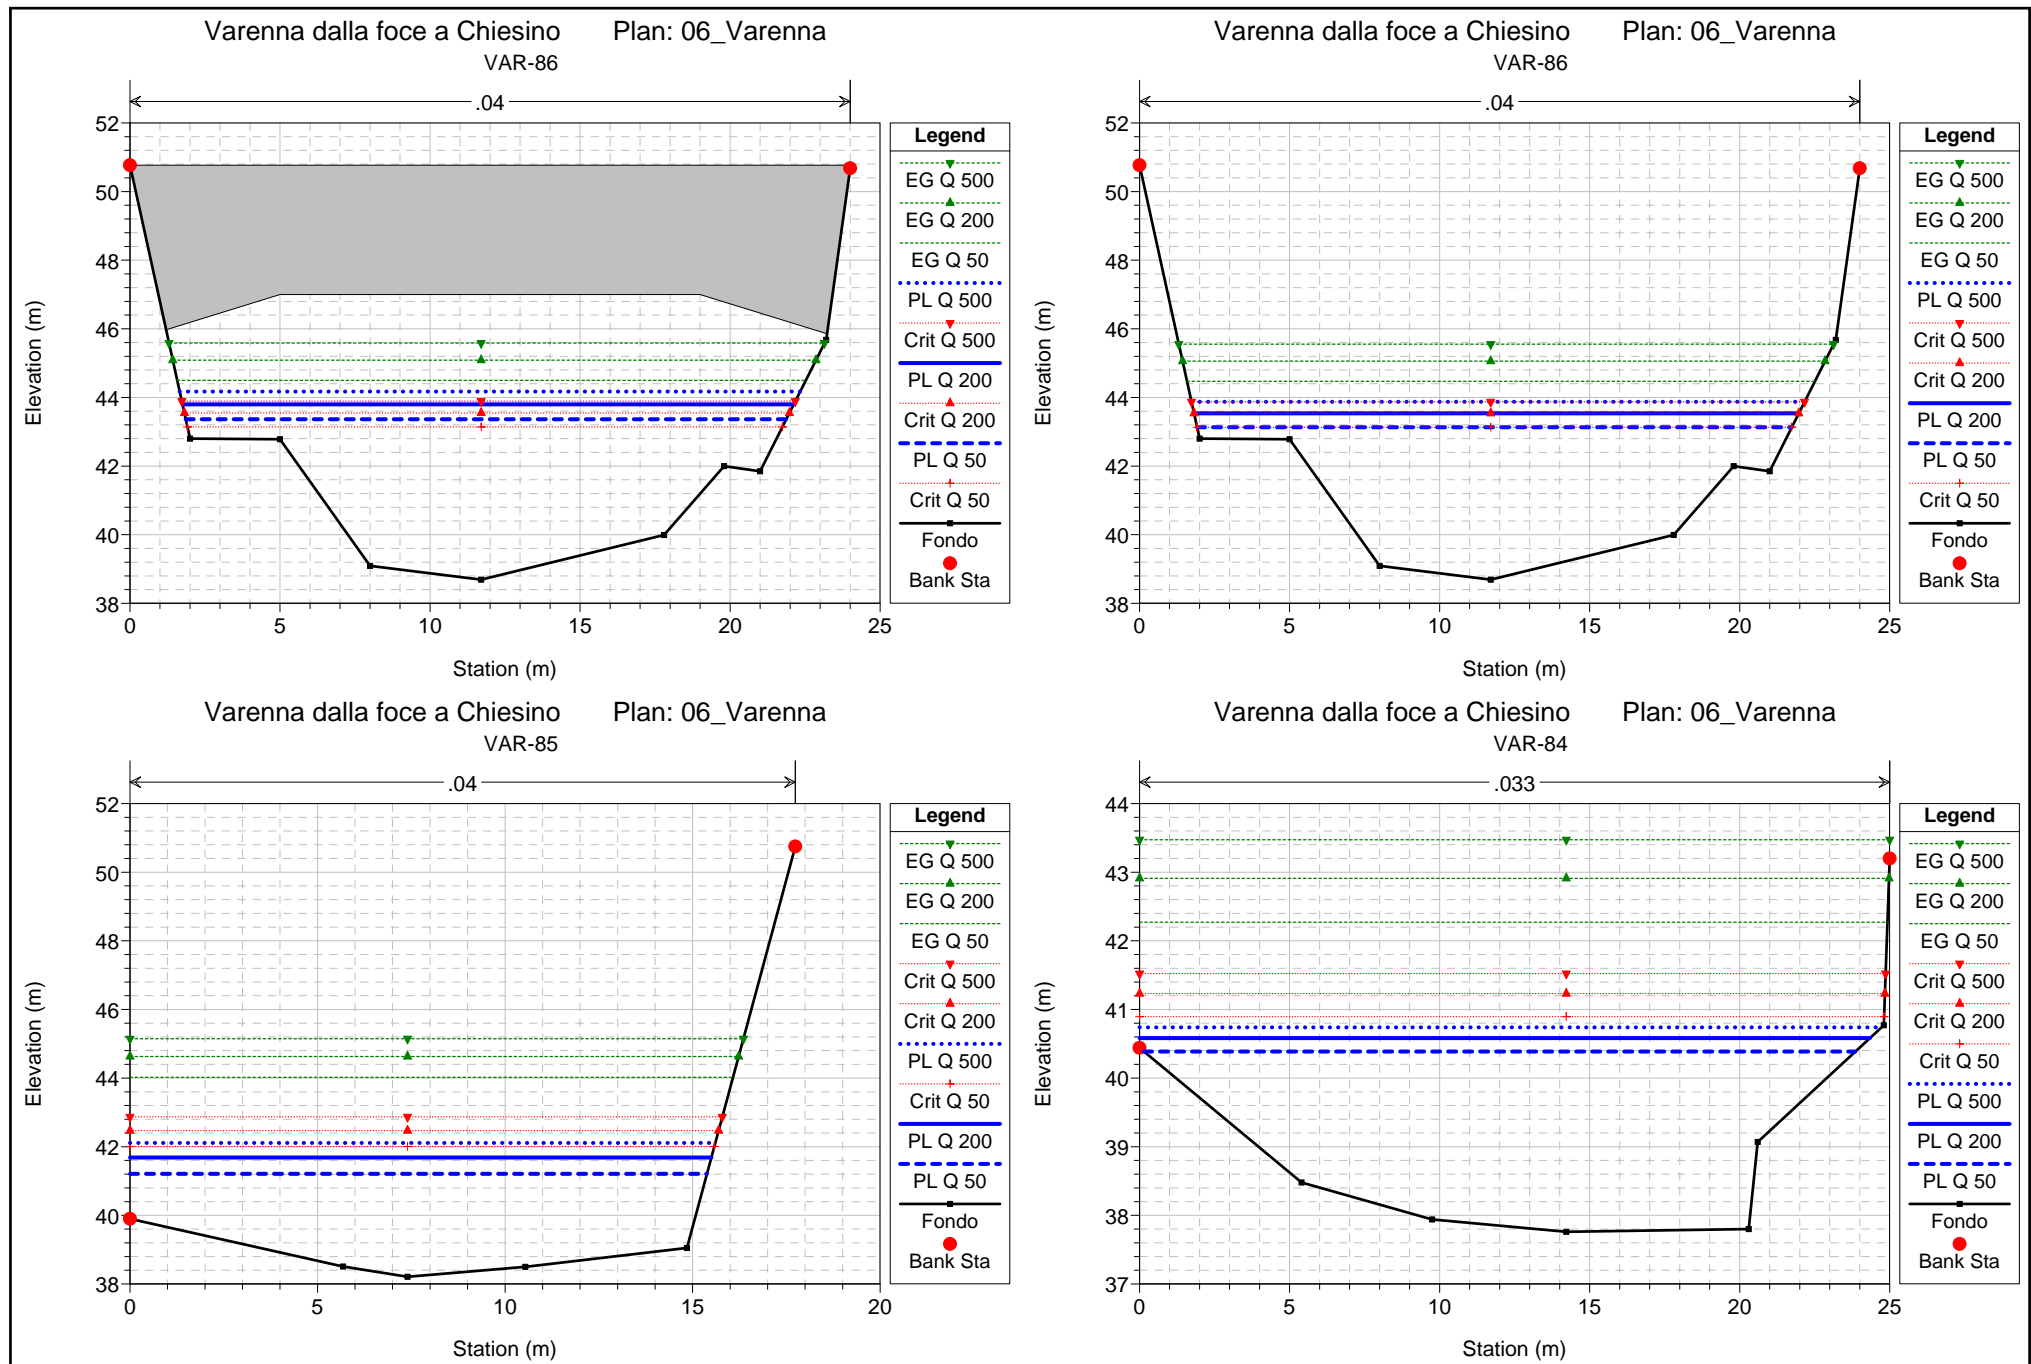 Varenna dalla foce a Chiesino Plan: 06_Varenna
VAR-86
.04
Elevation (m)
52
50
48
46
44
42
40
38
0 5 10 15 20 25
Station (m)
Legend
EG Q 500
EG Q 200
EG Q 50
PL Q 500
Crit Q 500
PL Q 200
Crit Q 200
PL Q 50
Crit Q 50
Fondo
Bank Sta
Varenna dalla foce a Chiesino Plan: 06_Varenna
VAR-86
.04
Elevation (m)
52
50
48
46
44
42
40
38
0 5 10 15 20 25
Station (m)
Legend
EG Q 500
EG Q 200
EG Q 50
PL Q 500
Crit Q 500
Crit Q 200
PL Q 200
PL Q 50
Crit Q 50
Fondo
Bank Sta
Varenna dalla foce a Chiesino Plan: 06_Varenna
VAR-85
.04
Elevation (m)
52
50
48
46
44
42
40
38
0 5 10 15 20
Station (m)
Legend
EG Q 500
EG Q 200
EG Q 50
Crit Q 500
Crit Q 200
PL Q 500
Crit Q 50
PL Q 200
PL Q 50
Fondo
Bank Sta
Varenna dalla foce a Chiesino Plan: 06_Varenna
VAR-84
.033
Elevation (m)
44
43
42
41
40
39
38
37
0 5 10 15 20 25
Station (m)
Legend
EG Q 500
EG Q 200
EG Q 50
Crit Q 500
Crit Q 200
Crit Q 50
PL Q 500
PL Q 200
PL Q 50
Fondo
Bank Sta